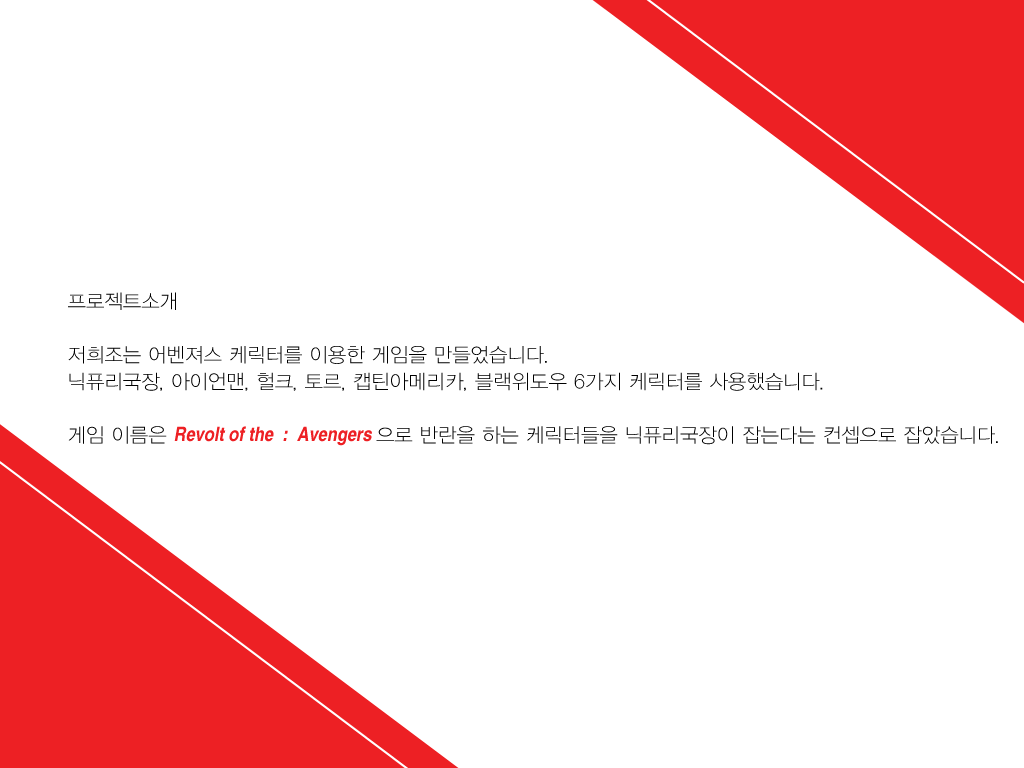 프로젝트소개
저희조는 어벤져스 케릭터를 이용한 게임을 만들었습니다.
닉퓨리국장, 아이언맨, 헐크, 토르, 캡틴아메리카, 블랙위도우 6가지 케릭터를 사용했습니다.
게임 이름은 Revolt of the : Avengers 으로 반란을 하는 케릭터들을 닉퓨리국장이 잡는다는 컨셉으로 잡았습니다.